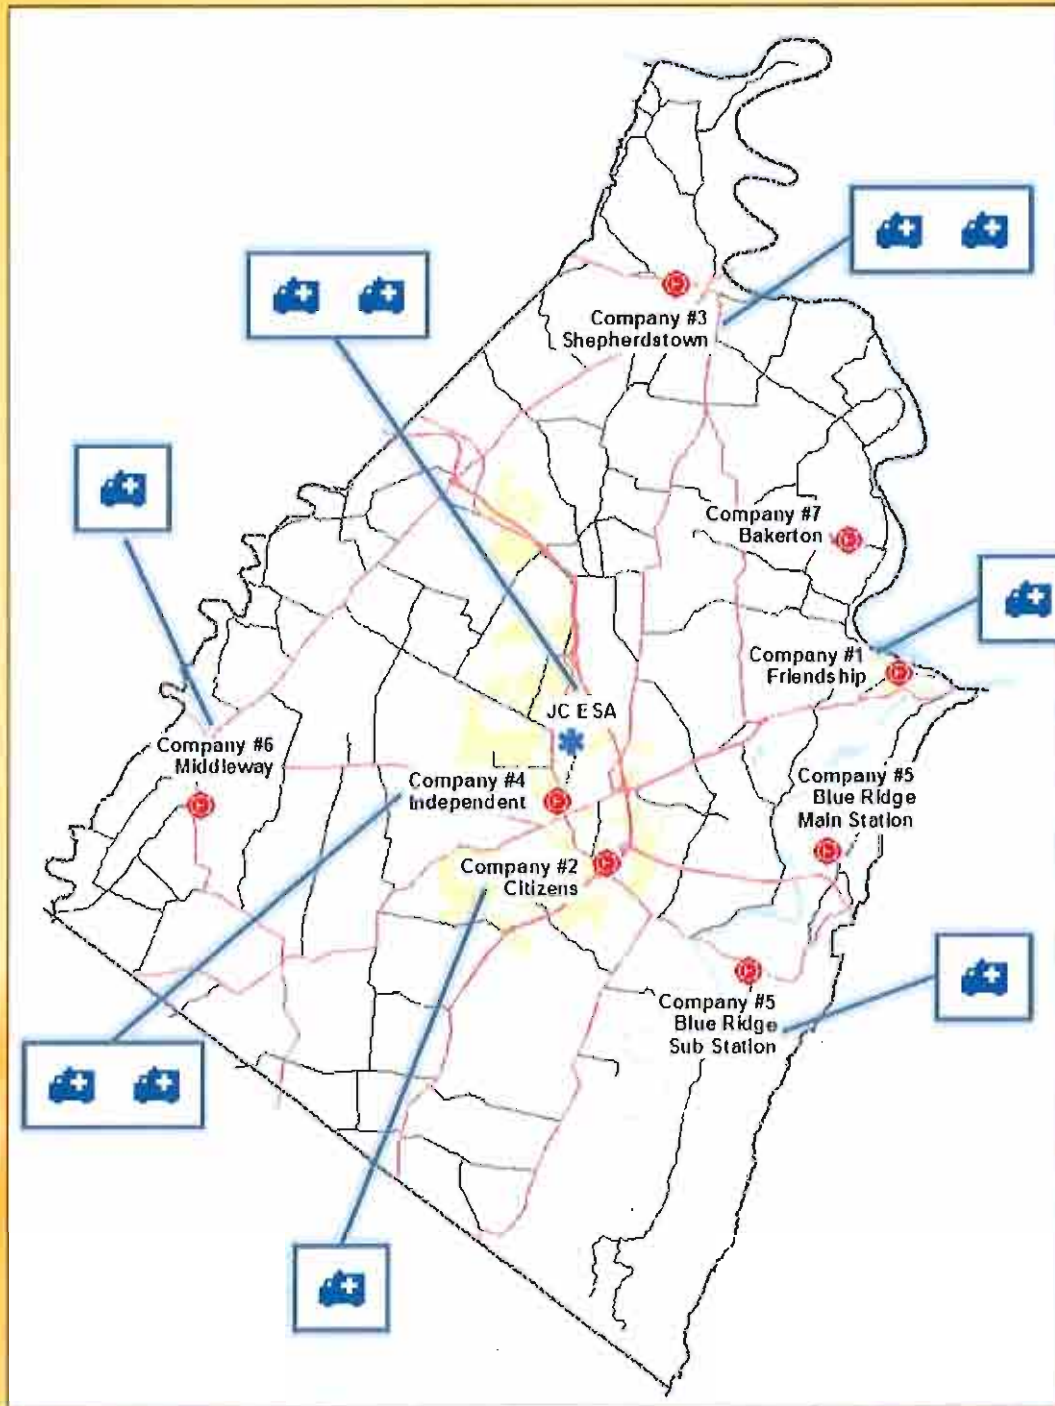 Company #3
Shepherdstown
Company #7
Bakerton
Company #1
Friendship
JC ESA
Company #6
Middleway
Company #4
Independent
Company #5
Blue Ridge
Main Station
Company #2
Citizens
Company #5
Blue Ridge
Sub Station